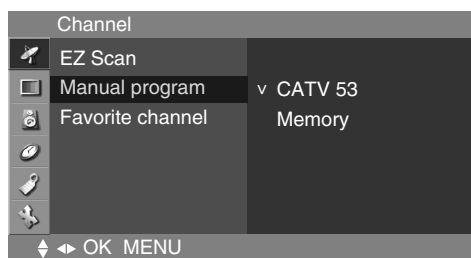 Channel
EZ Scan
Manual program
v CATV 53
Favorite channel
Memory
OK MENU